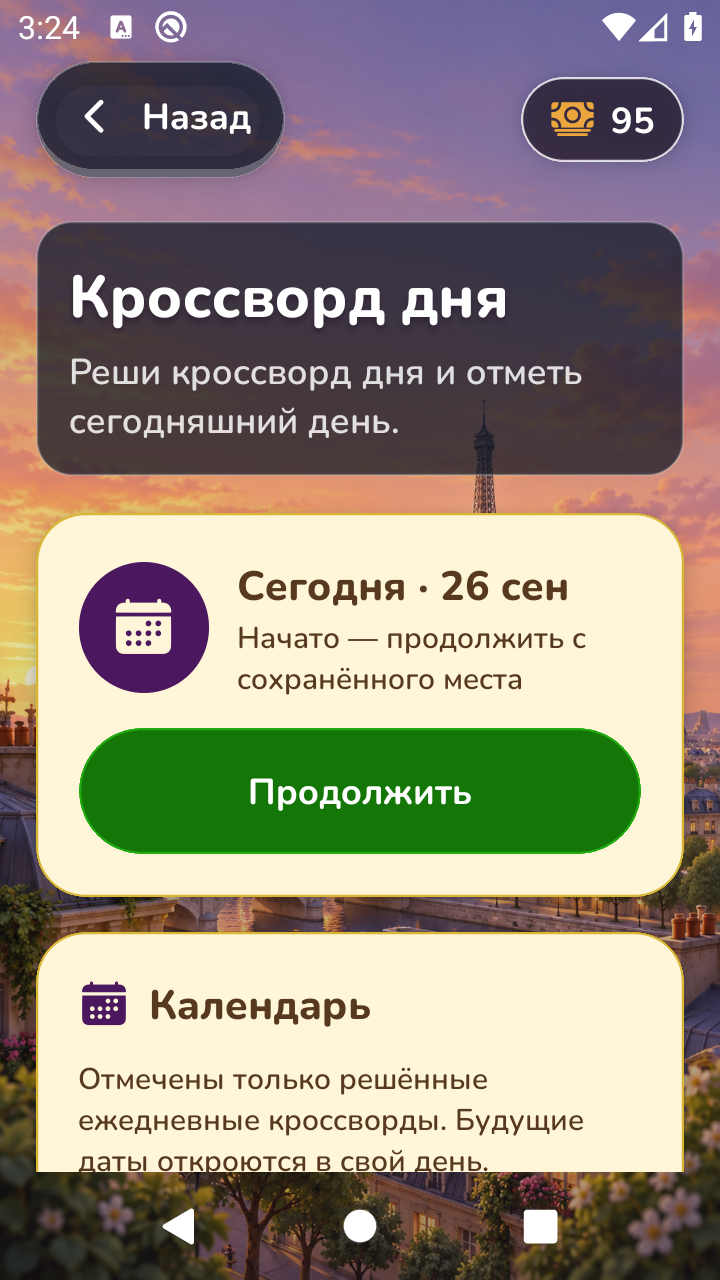 3:24
Назад
95
Кроссворд дня
Реши кроссворд дня и отметь
сегодняшний день.
Сегодня · 26 сен
Начато — продолжить с
сохранённого места
Продолжить
Календарь
Отмечены только решённые
ежедневные кроссворды. Будущие
даты откроются в свой день.